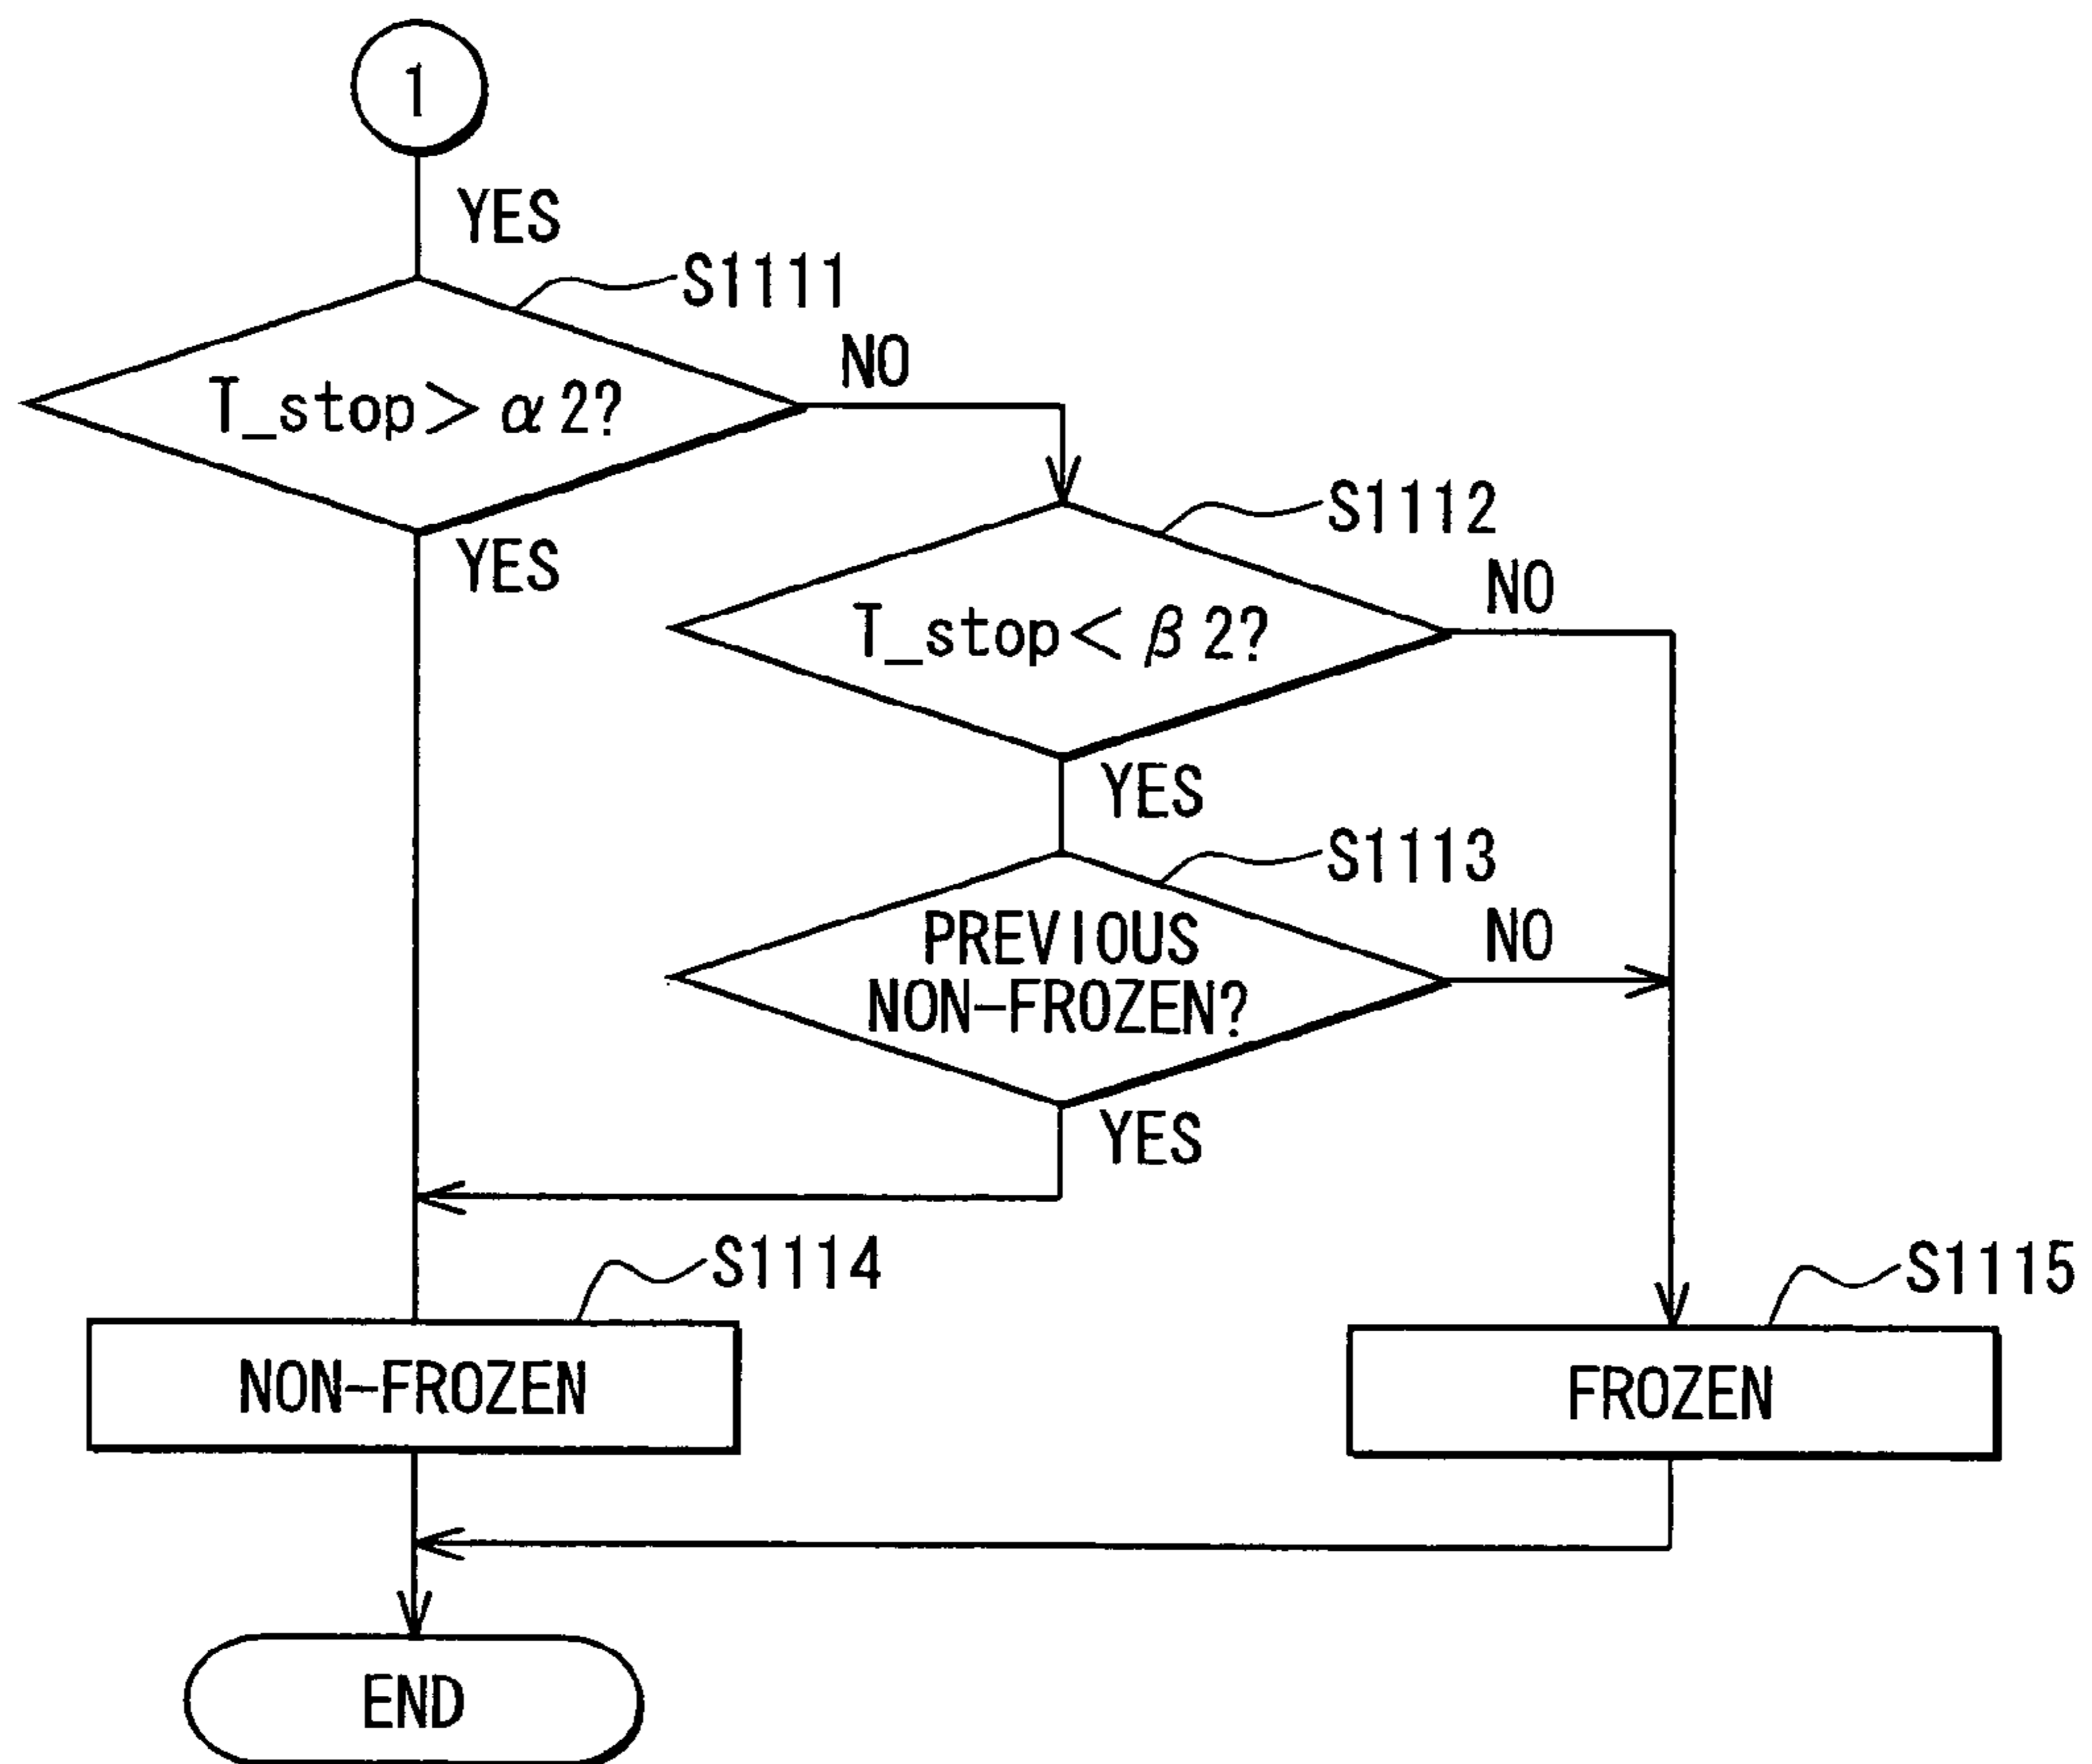 1
YES
S1111
T_stop＞α2?
NO
YES
S1112
T_stop＜β2?
NO
YES
S1113
PREVIOUS
NON-FROZEN?
NO
YES
S1114
NON-FROZEN
S1115
FROZEN
END